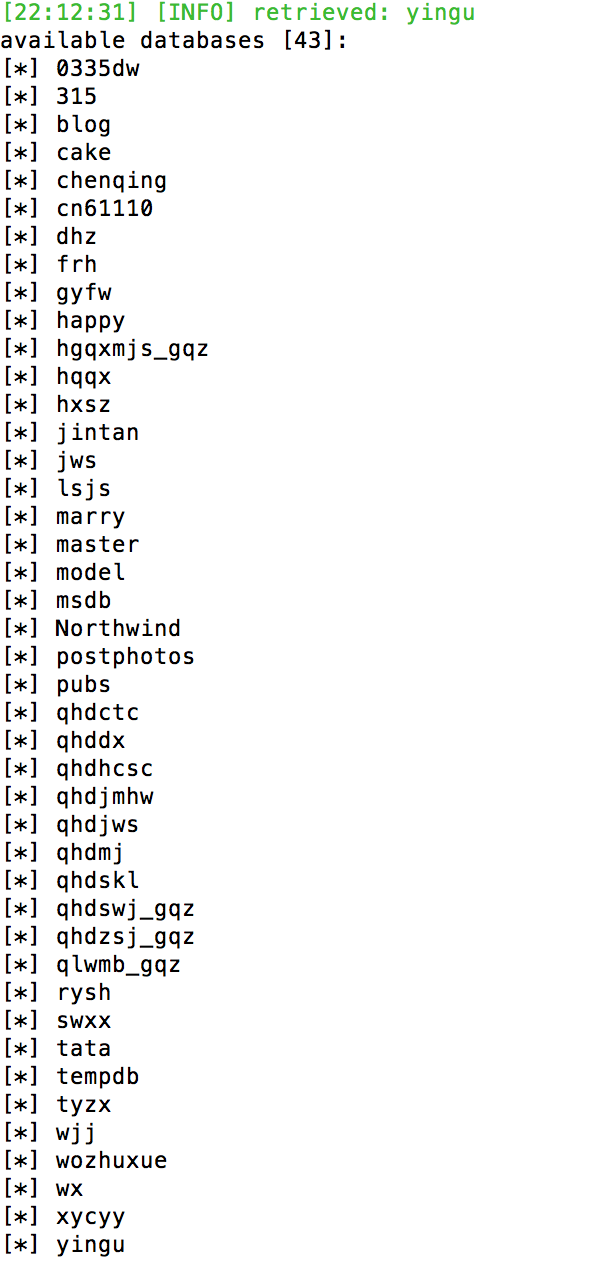 [22:12:31] [INFO] retrieved: yingu
available databases [43]:
[*] 0335dw
[*] 315
[*] blog
[*] cake
[*] chenqing
[*] cn61110
[*] dhz
[*] frh
[*] gyfw
[*] happy
[*] hgqxmjs_gqz
[*] hqqx
[*] hxsz
[*] jintan
[*] jws
[*] lsjs
[*] marry
[*] master
[*] model
[*] msdb
[*] Northwind
[*] postphotos
[*] pubs
[*] qhdctc
[*] qhddx
[*] qhdhcsc
[*] qhdjmhw
[*] qhdjws
[*] qhdmj
[*] qhdskl
[*] qhdswj_gqz
[*] qhdzsj_gqz
[*] qlwmb_gqz
[*] rysh
[*] swxx
[*] tata
[*] tempdb
[*] tyzx
[*] wjj
[*] wozhuxue
[*] wx
[*] xycyy
[*] yingu